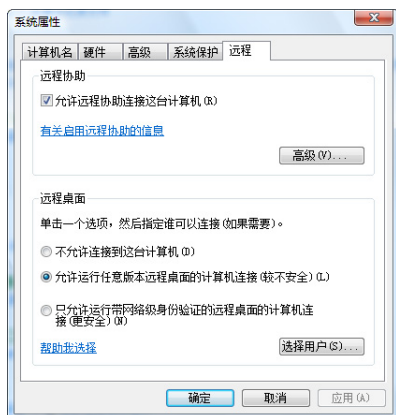 系统属性
计算机名 硬件 高级 系统保护 远程
远程协助
允许远程协助连接这台计算机(R)
有关启用远程协助的信息
高级(V)...
远程桌面
单击一个选项，然后指定谁可以连接(如果需要)。
不允许连接到这台计算机(D)
允许运行任意版本远程桌面的计算机连接(较不安全)(L)
只允许运行带网络级身份验证的远程桌面的计算机连
接(更安全)(N)
帮助我选择
选择用户(S)...
确定 取消 应用(A)